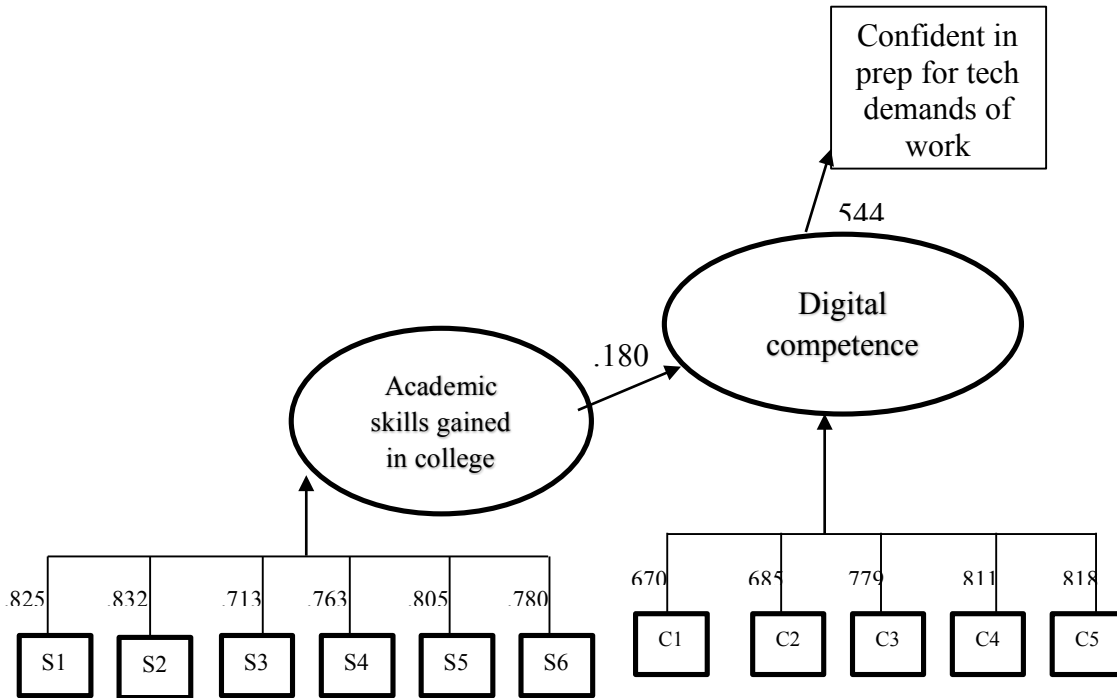 Confident in
prep for tech
demands of
work
.544
Digital
competence
.180
Academic
skills gained
in college
.825 .832 .713 .763 .805 .780
.670 .685 .779 .811 .818
S1 S2 S3 S4 S5 S6
C1 C2 C3 C4 C5